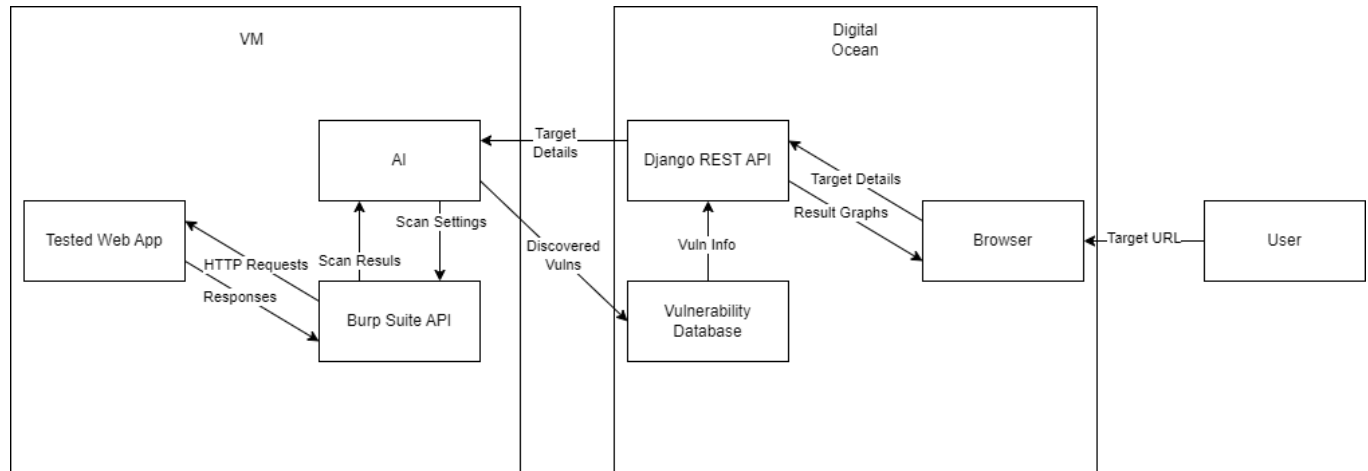 VM
Digital
Ocean
AI
Target
Details
Django REST API
Target Details
Result Graphs
Tested Web App
Scan Settings
Scan Resuls
HTTP Requests
Responses
Burp Suite API
Discovered
Vulns
Vuln Info
Vulnerability
Database
Browser
Target URL
User